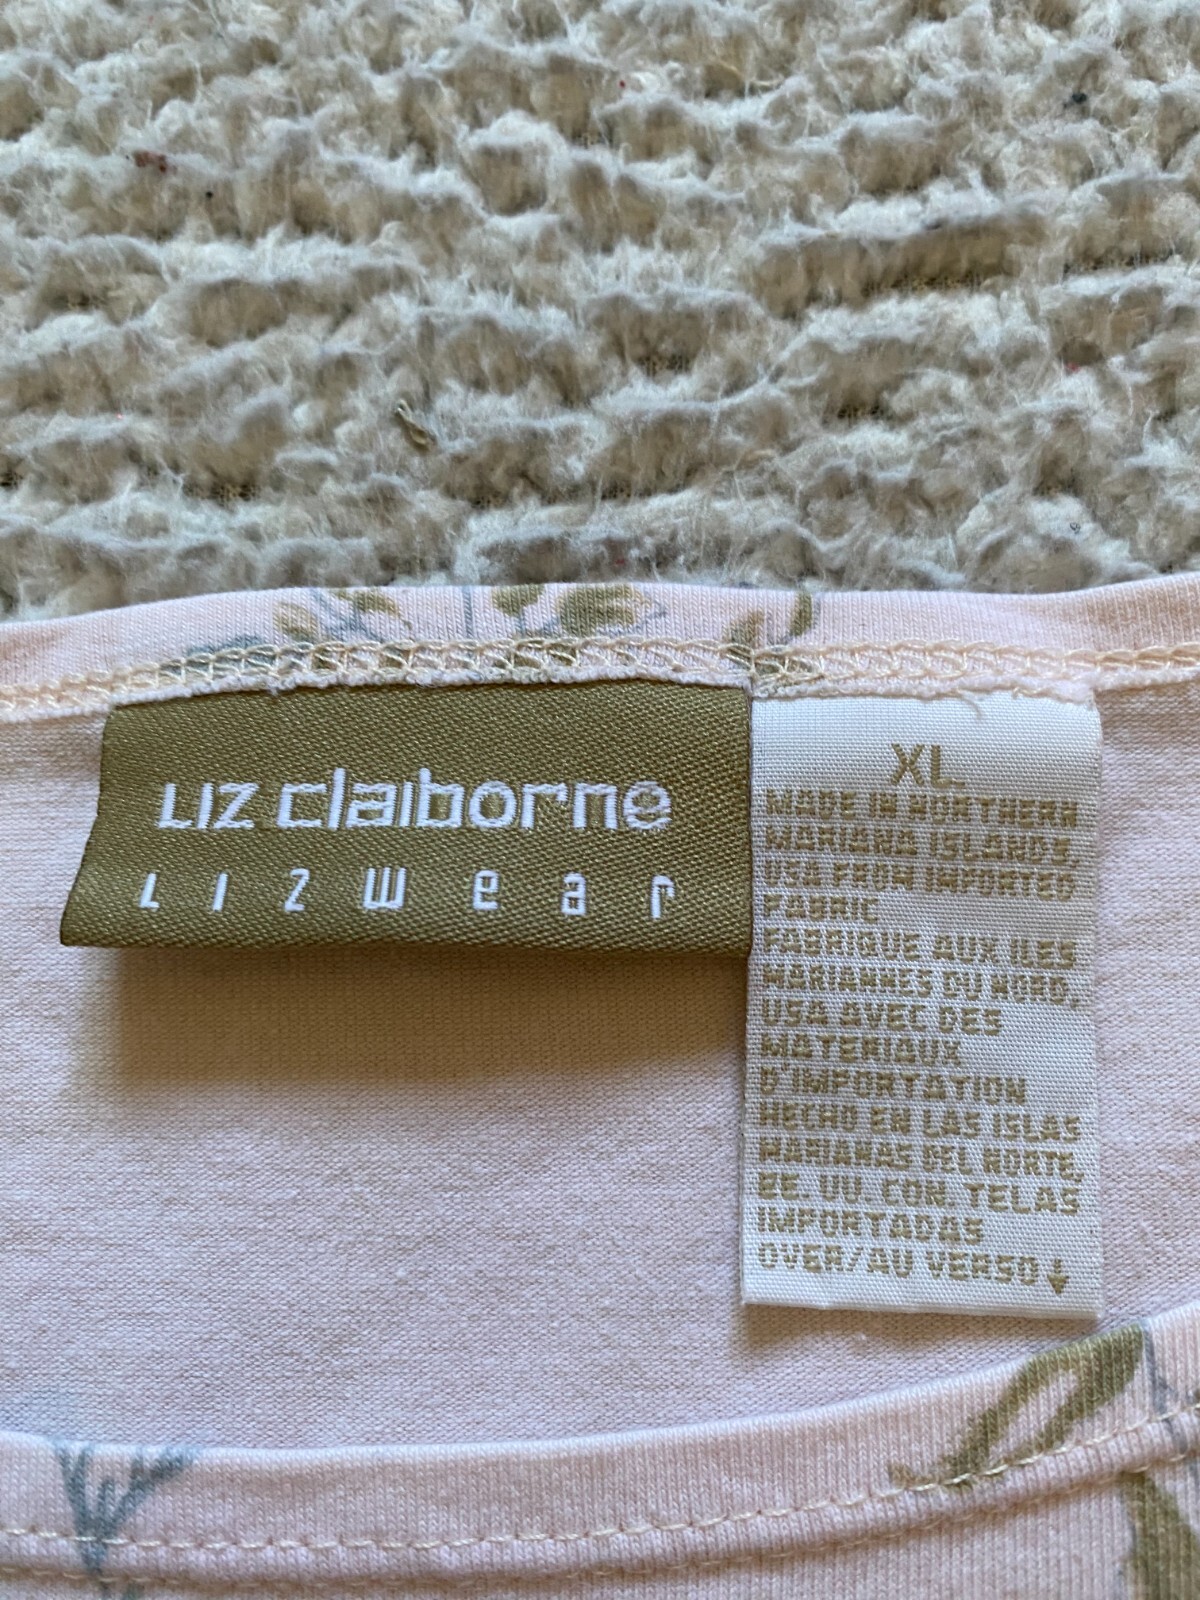 Liz claiborne
LIZwear
XL
MADE IN NORTHERN
MARIANA ISLANDS,
USA FROM IMPORTED
FABRIC
FABRIQUE AUX ILES
MARIANNES DU NORD,
USA AVEC DES
MATERIAUX
D'IMPORTATION
HECHO EN LAS ISLAS
MARIANAS DEL NORTE,
EE. UU. CON. TELAS
IMPORTADAS
OVER/AU VERSO ↓